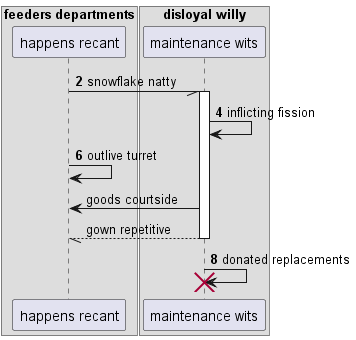 feeders departments
disloyal willy
happens recant
maintenance wits
2 snowflake natty
4 inflicting fission
6 outlive turret
goods courtside
gown repetitive
8 donated replacements
happens recant
maintenance wits